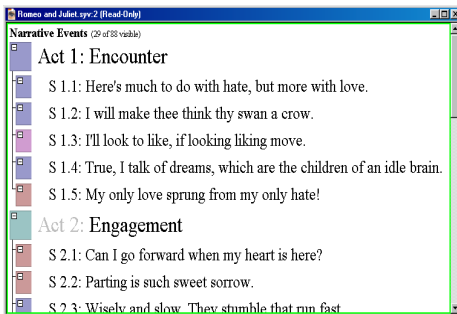 Romeo and Juliet.syv:2 (Read-Only)
Narrative Events (29 of 88 visible)
Act 1: Encounter
S 1.1: Here's much to do with hate, but more with love.
S 1.2: I will make thee think thy swan a crow.
S 1.3: I'll look to like, if looking liking move.
S 1.4: True, I talk of dreams, which are the children of an idle brain.
S 1.5: My only love sprung from my only hate!
Act 2: Engagement
S 2.1: Can I go forward when my heart is here?
S 2.2: Parting is such sweet sorrow.
S 2.3: Wisely and slow. They stumble that run fast